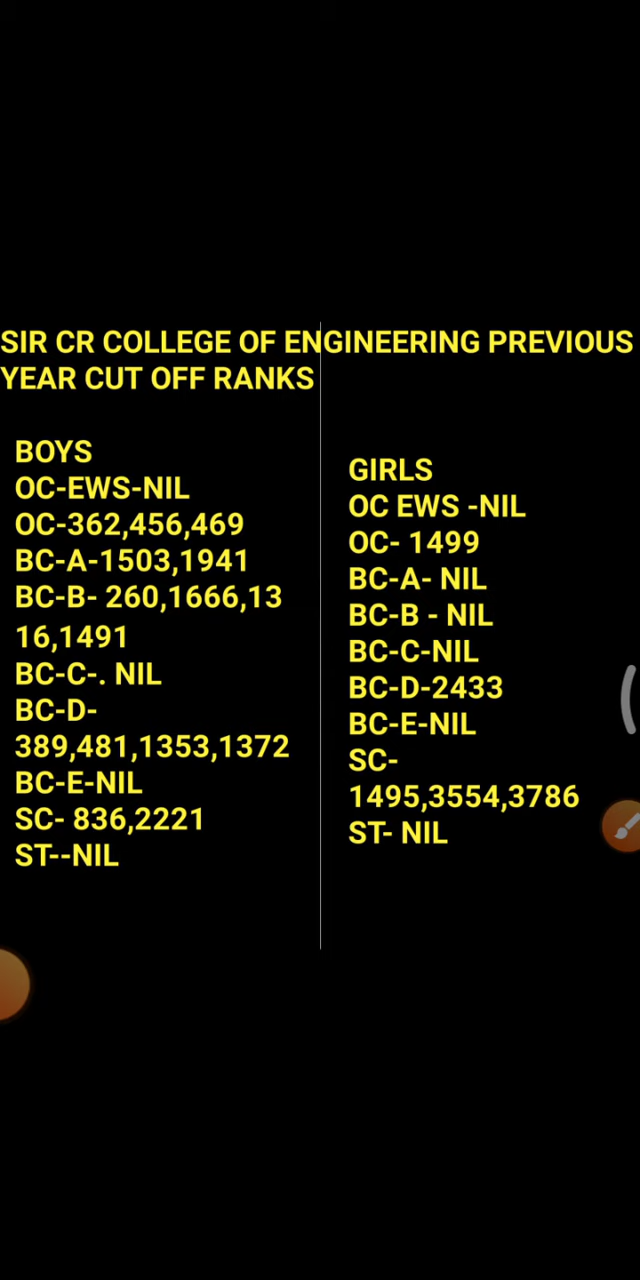 SIR CR COLLEGE OF ENGINEERING PREVIOUS
YEAR CUT OFF RANKS
BOYS
OC-EWS-NIL
OC-362,456,469
BC-A-1503,1941
BC-B- 260,1666,13
16,1491
BC-C-. NIL
BC-D-
389,481,1353,1372
BC-E-NIL
SC- 836,2221
ST--NIL
GIRLS
OC EWS -NIL
OC- 1499
BC-A- NIL
BC-B - NIL
BC-C-NIL
BC-D-2433
BC-E-NIL
SC-
1495,3554,3786
ST- NIL